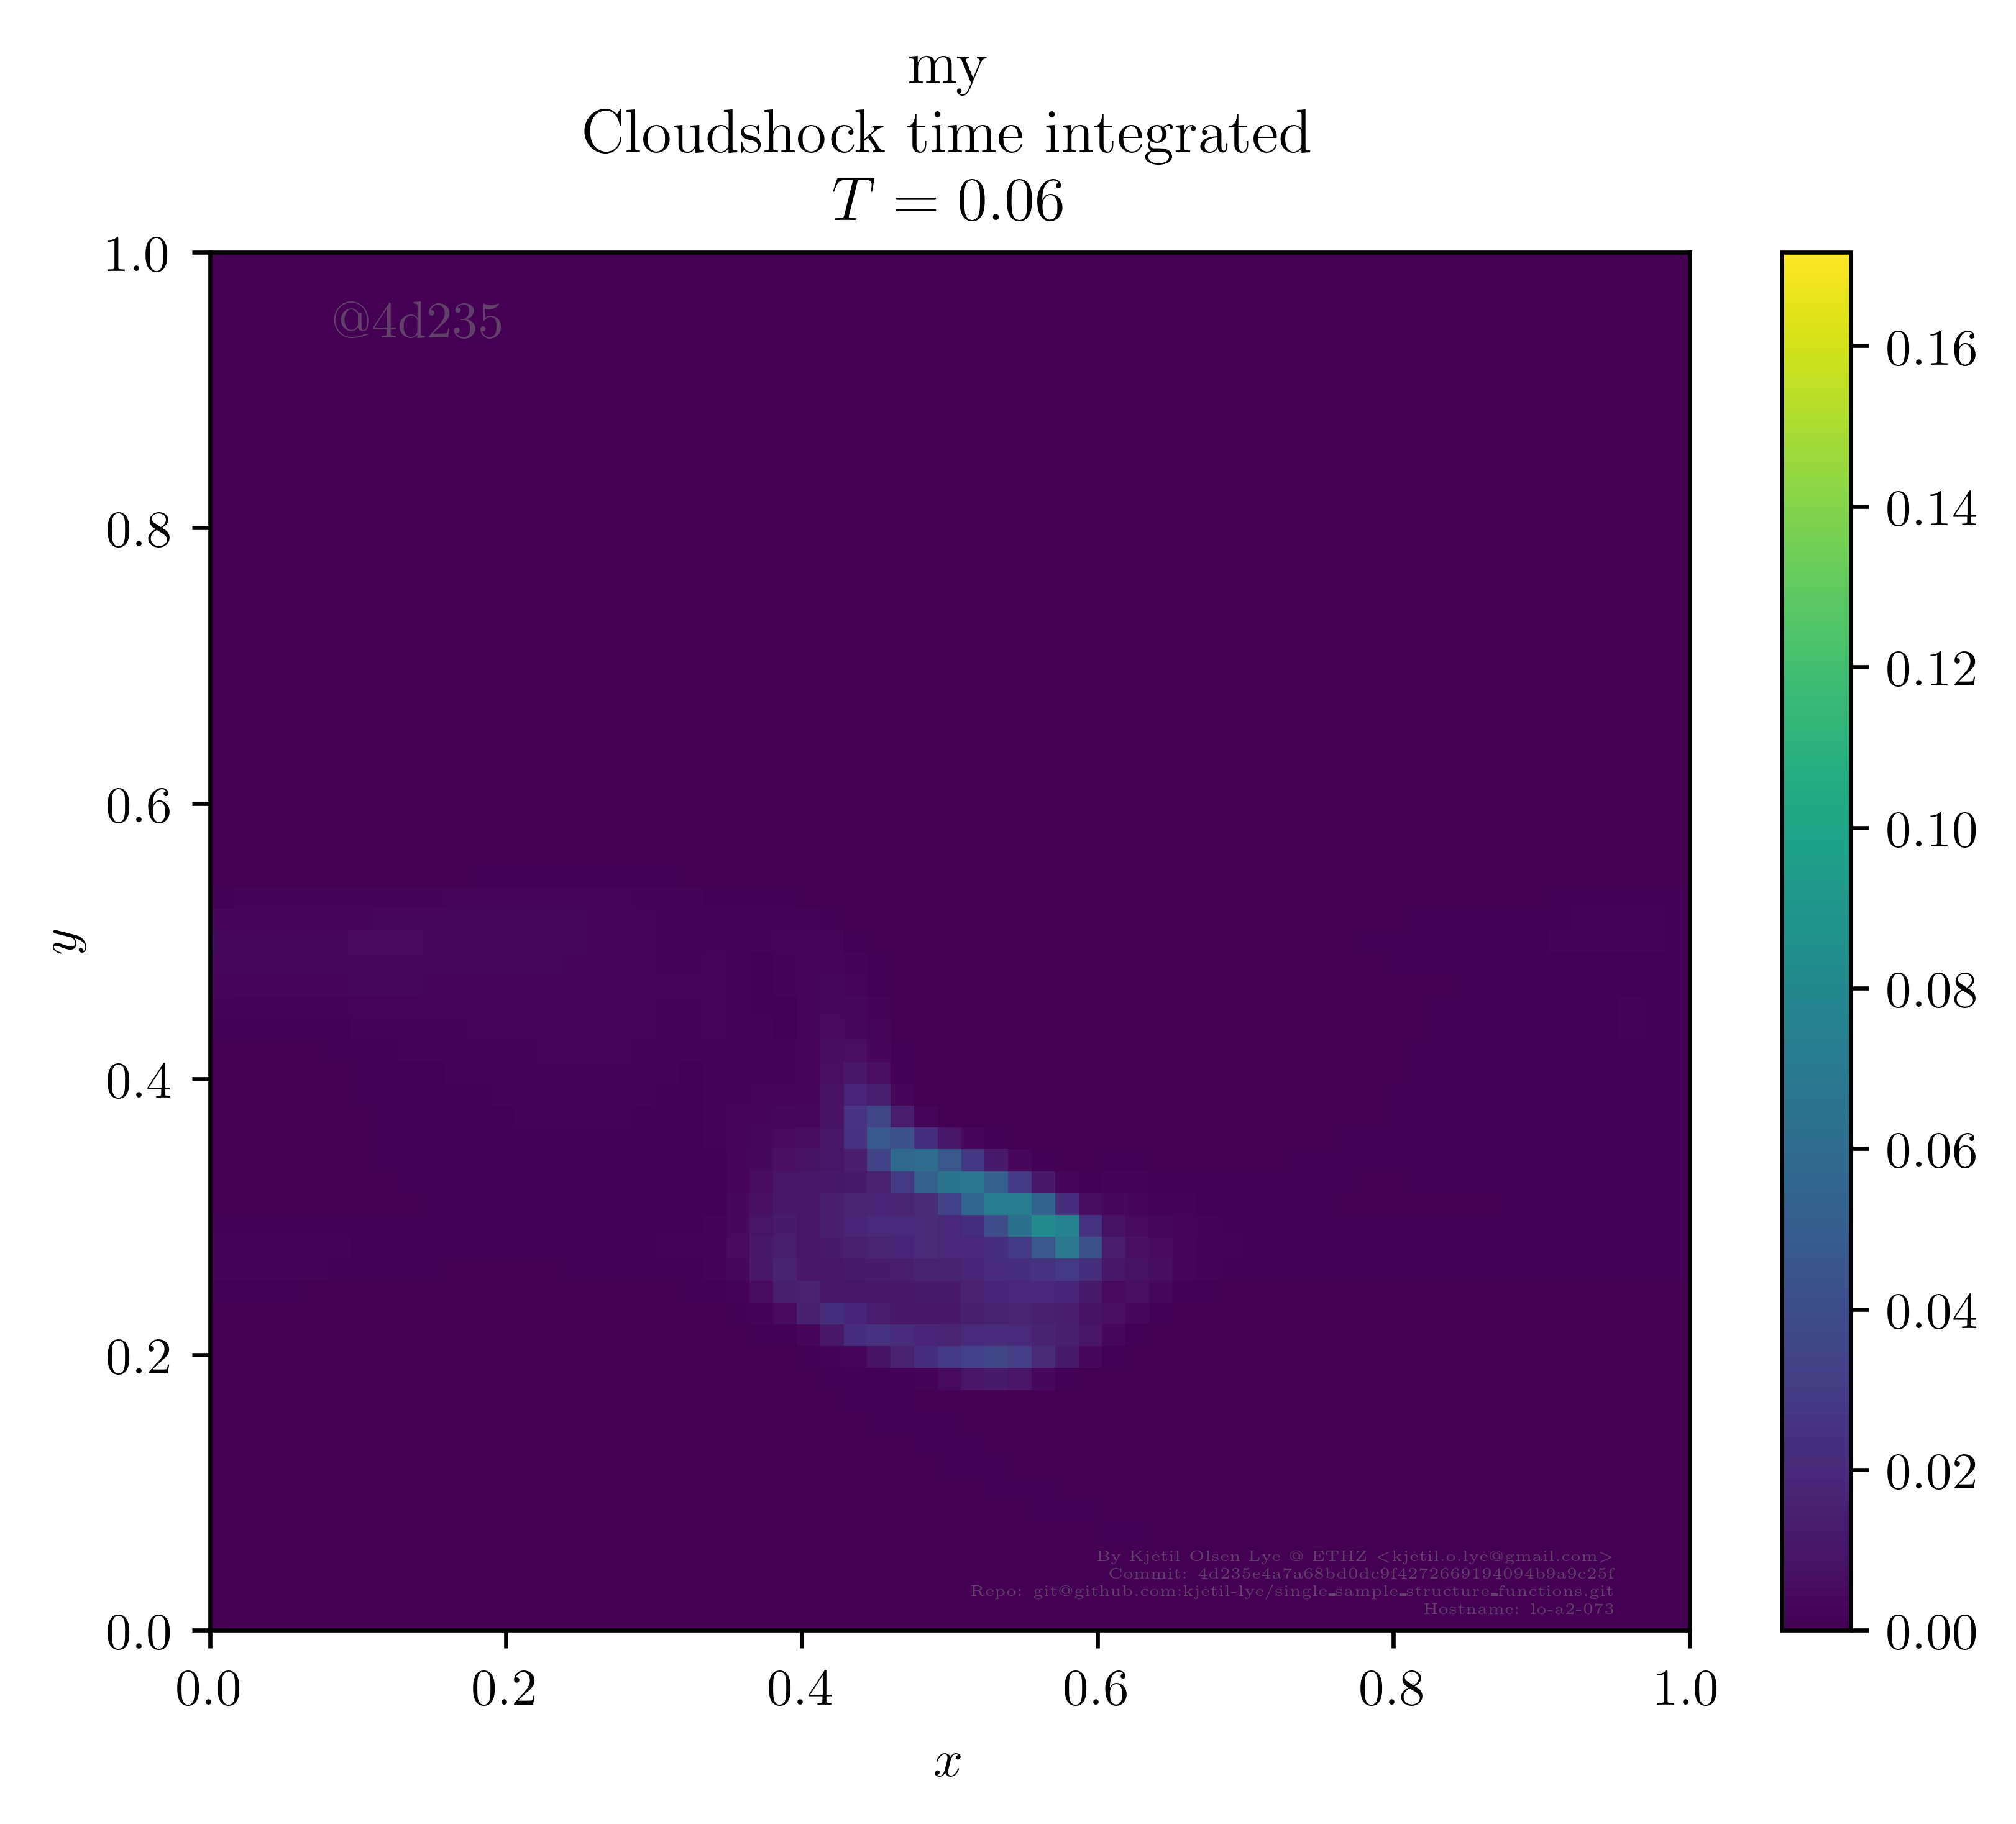 my
Cloudshock time integrated
T = 0.06
1.0
0.8
0.6
0.4
0.2
0.0
y
@4d235
By Kjetil Olsen Lye @ ETHZ <kjetil.o.lye@gmail.com>
Commit: 4d235e4a7a68bd0dc9f4272669194094b9a9c25f
Repo: git@github.com:kjetil-lye/single_sample_structure_functions.git
Hostname: lo-a2-073
0.0 0.2 0.4 0.6 0.8 1.0
x
0.16
0.14
0.12
0.10
0.08
0.06
0.04
0.02
0.00